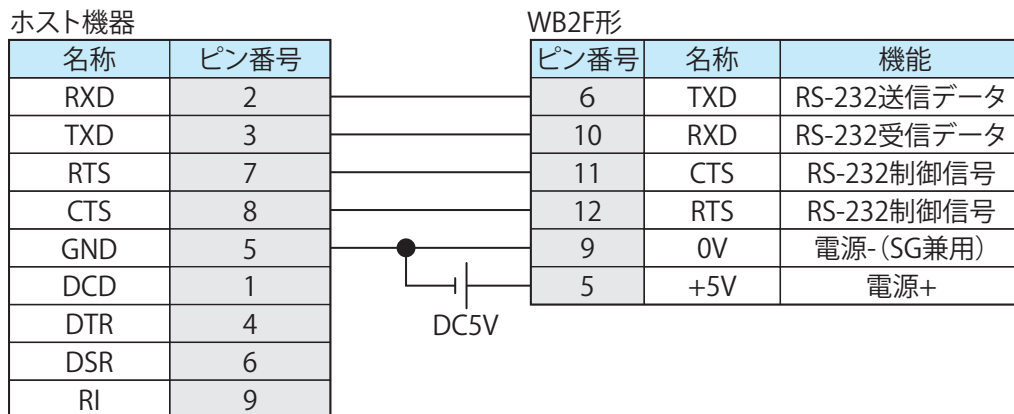 ホスト機器 WB2F形
名称 ピン番号 ピン番号 名称 機能
RXD 2 6 TXD RS-232送信データ
TXD 3 10 RXD RS-232受信データ
RTS 7 11 CTS RS-232制御信号
CTS 8 12 RTS RS-232制御信号
GND 5 9 0V 電源-(SG兼用)
DCD 1 5 +5V 電源+
DTR 4 DC5V
DSR 6
RI 9